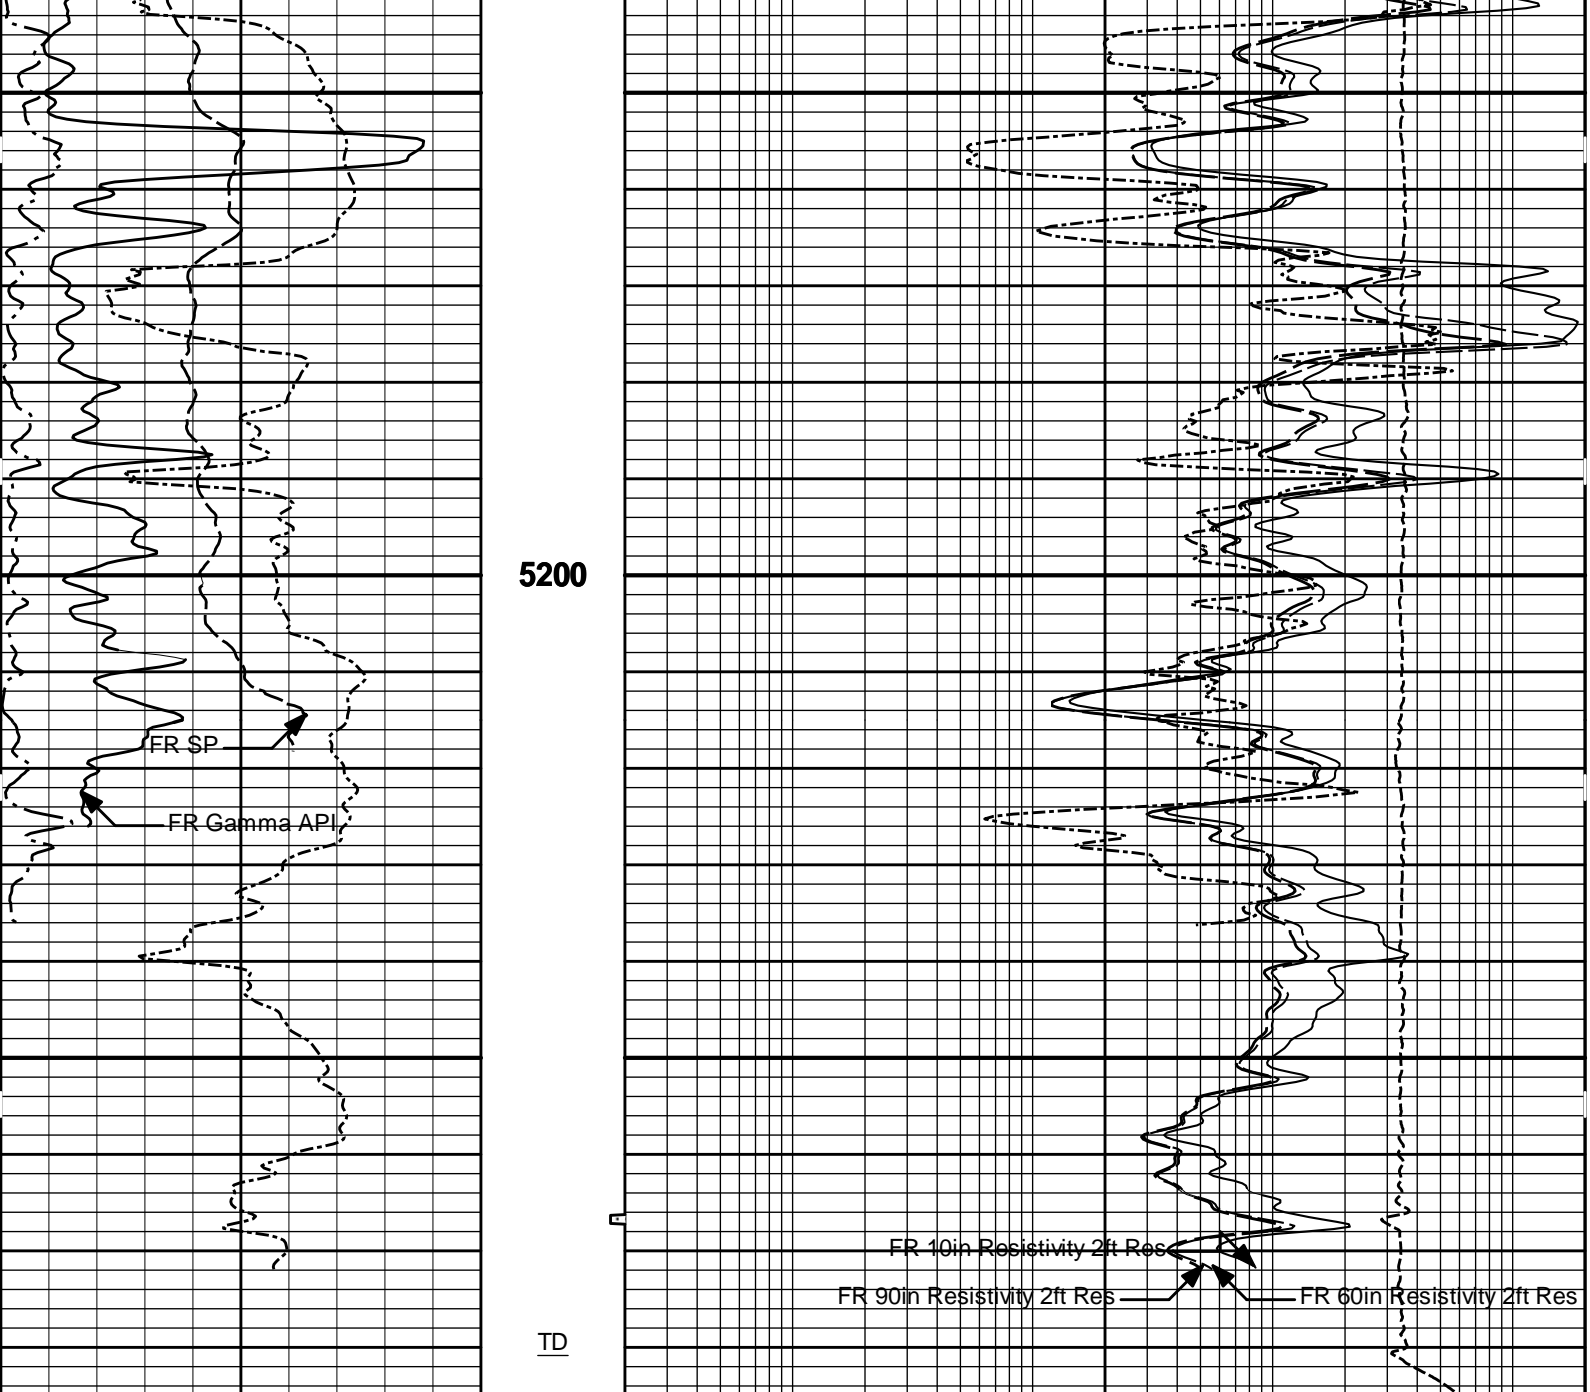 5200
FR SP
FR Gamma API
FR 10in Resistivity 2ft Res
FR 90in Resistivity 2ft Res
FR 60in Resistivity 2ft Res
TD